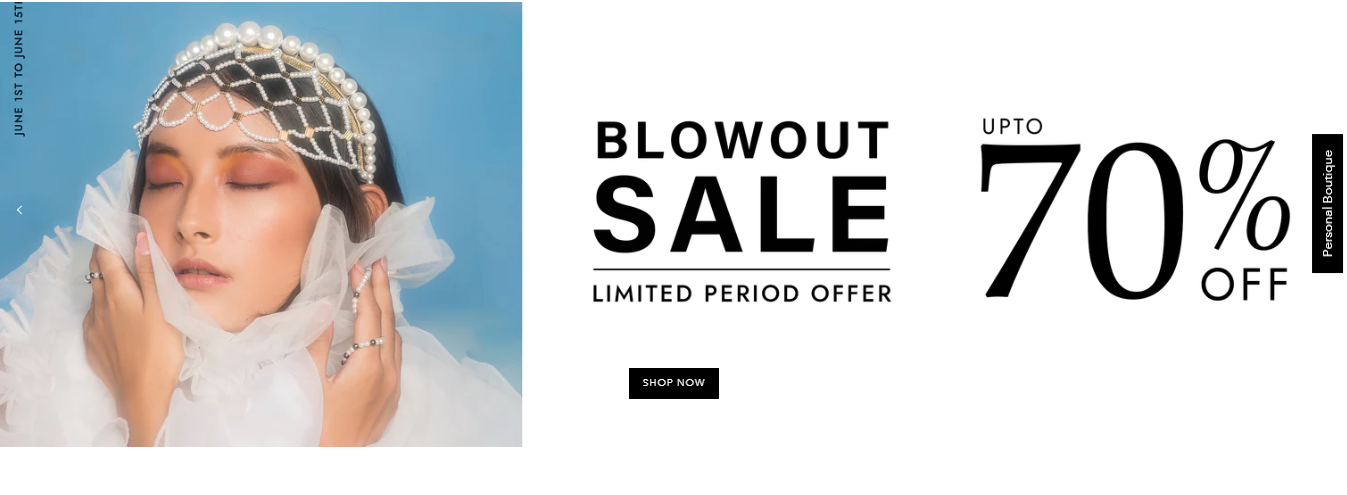 JUNE 1ST TO JUNE 15TH
BLOWOUT
SALE
LIMITED PERIOD OFFER
UPTO
70%
OFF
SHOP NOW
Personal Boutique